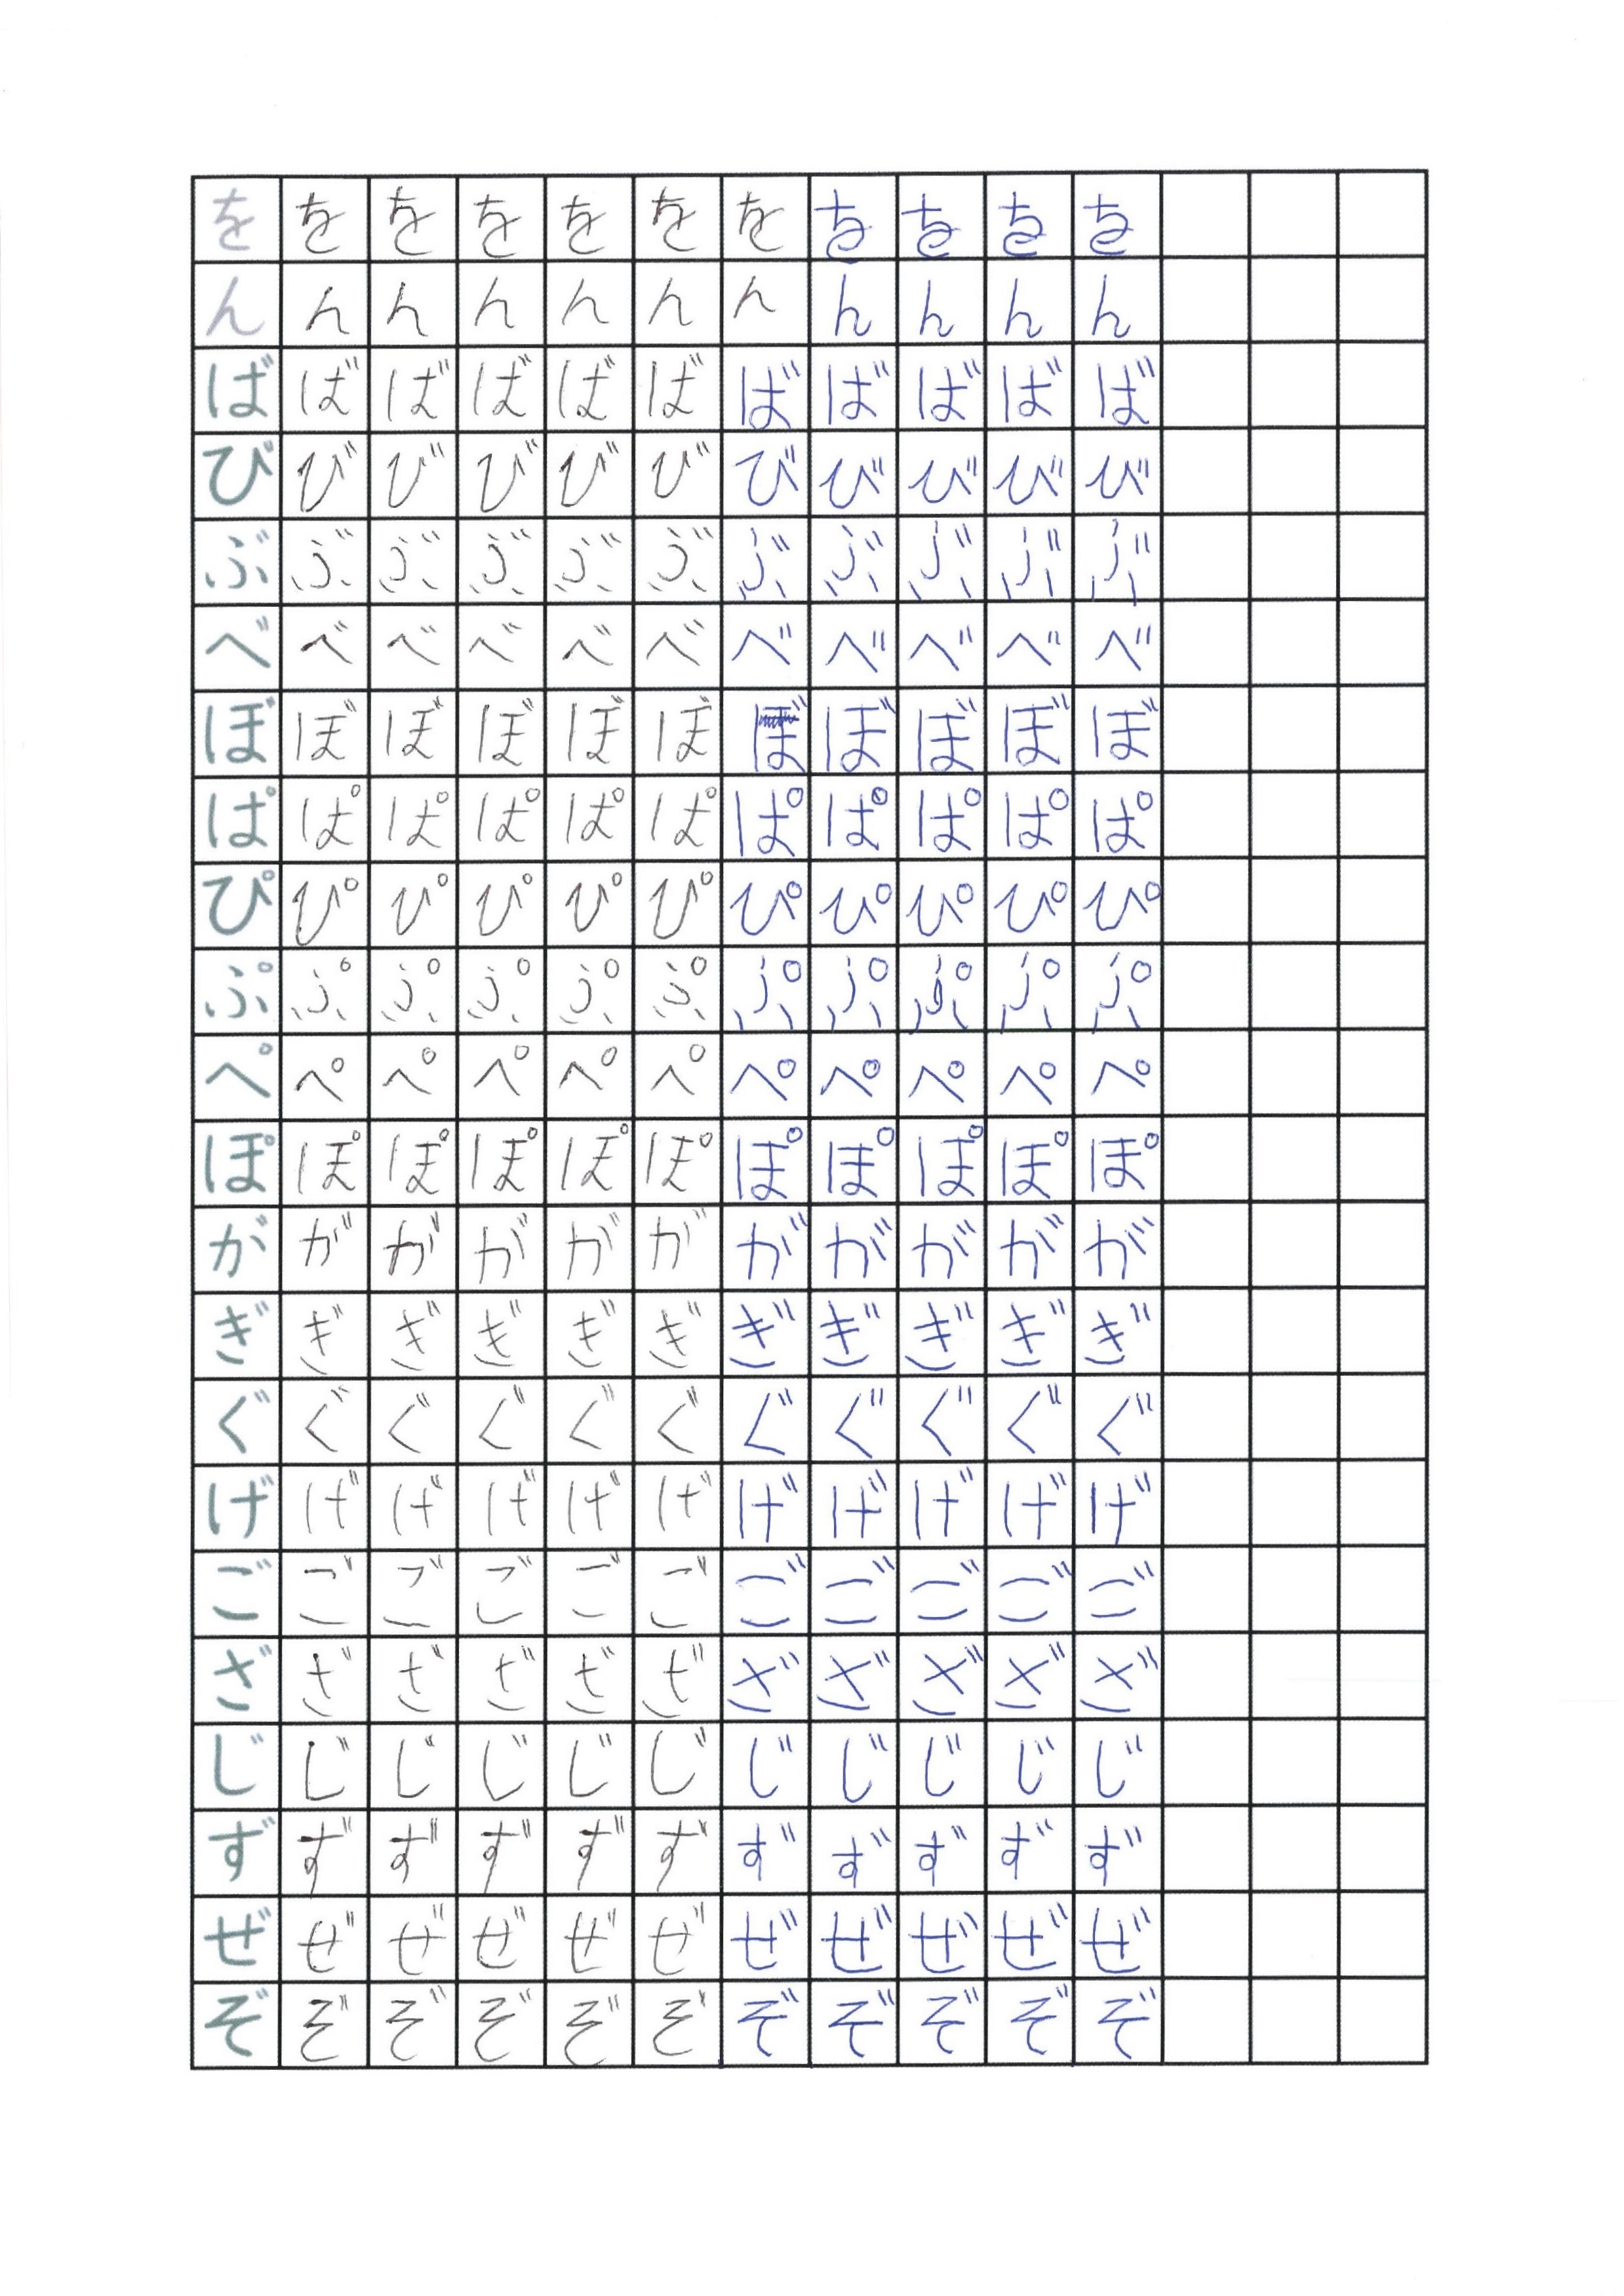 を を を を を を を を を を を
ん ん ん ん ん ん ん ん ん ん ん
ば ば ば ば ば ば ば ば ば ば ば
び び び び び び び び び び び
ぶ ぶ ぶ ぶ ぶ ぶ ぶ ぶ ぶ ぶ ぶ
べ べ べ べ べ べ べ べ べ べ べ
ぼ ぼ ぼ ぼ ぼ ぼ ぼ ぼ ぼ ぼ ぼ
ぱ ぱ ぱ ぱ ぱ ぱ ぱ ぱ ぱ ぱ ぱ
ぴ ぴ ぴ ぴ ぴ ぴ ぴ ぴ ぴ ぴ ぴ
ぷ ぷ ぷ ぷ ぷ ぷ ぷ ぷ ぷ ぷ ぷ
ぺ ぺ ぺ ぺ ぺ ぺ ぺ ぺ ぺ ぺ ぺ
ぽ ぽ ぽ ぽ ぽ ぽ ぽ ぽ ぽ ぽ ぽ
が が が が が が が が が が が
ぎ ぎ ぎ ぎ ぎ ぎ ぎ ぎ ぎ ぎ ぎ
ぐ ぐ ぐ ぐ ぐ ぐ ぐ ぐ ぐ ぐ ぐ
げ げ げ げ げ げ げ げ げ げ げ
ご ご ご ご ご ご ご ご ご ご ご
ざ ざ ざ ざ ざ ざ ざ ざ ざ ざ ざ
じ じ じ じ じ じ じ じ じ じ じ
ず ず ず ず ず ず ず ず ず ず ず
ぜ ぜ ぜ ぜ ぜ ぜ ぜ ぜ ぜ ぜ ぜ
ぞ ぞ ぞ ぞ ぞ ぞ ぞ ぞ ぞ ぞ ぞ